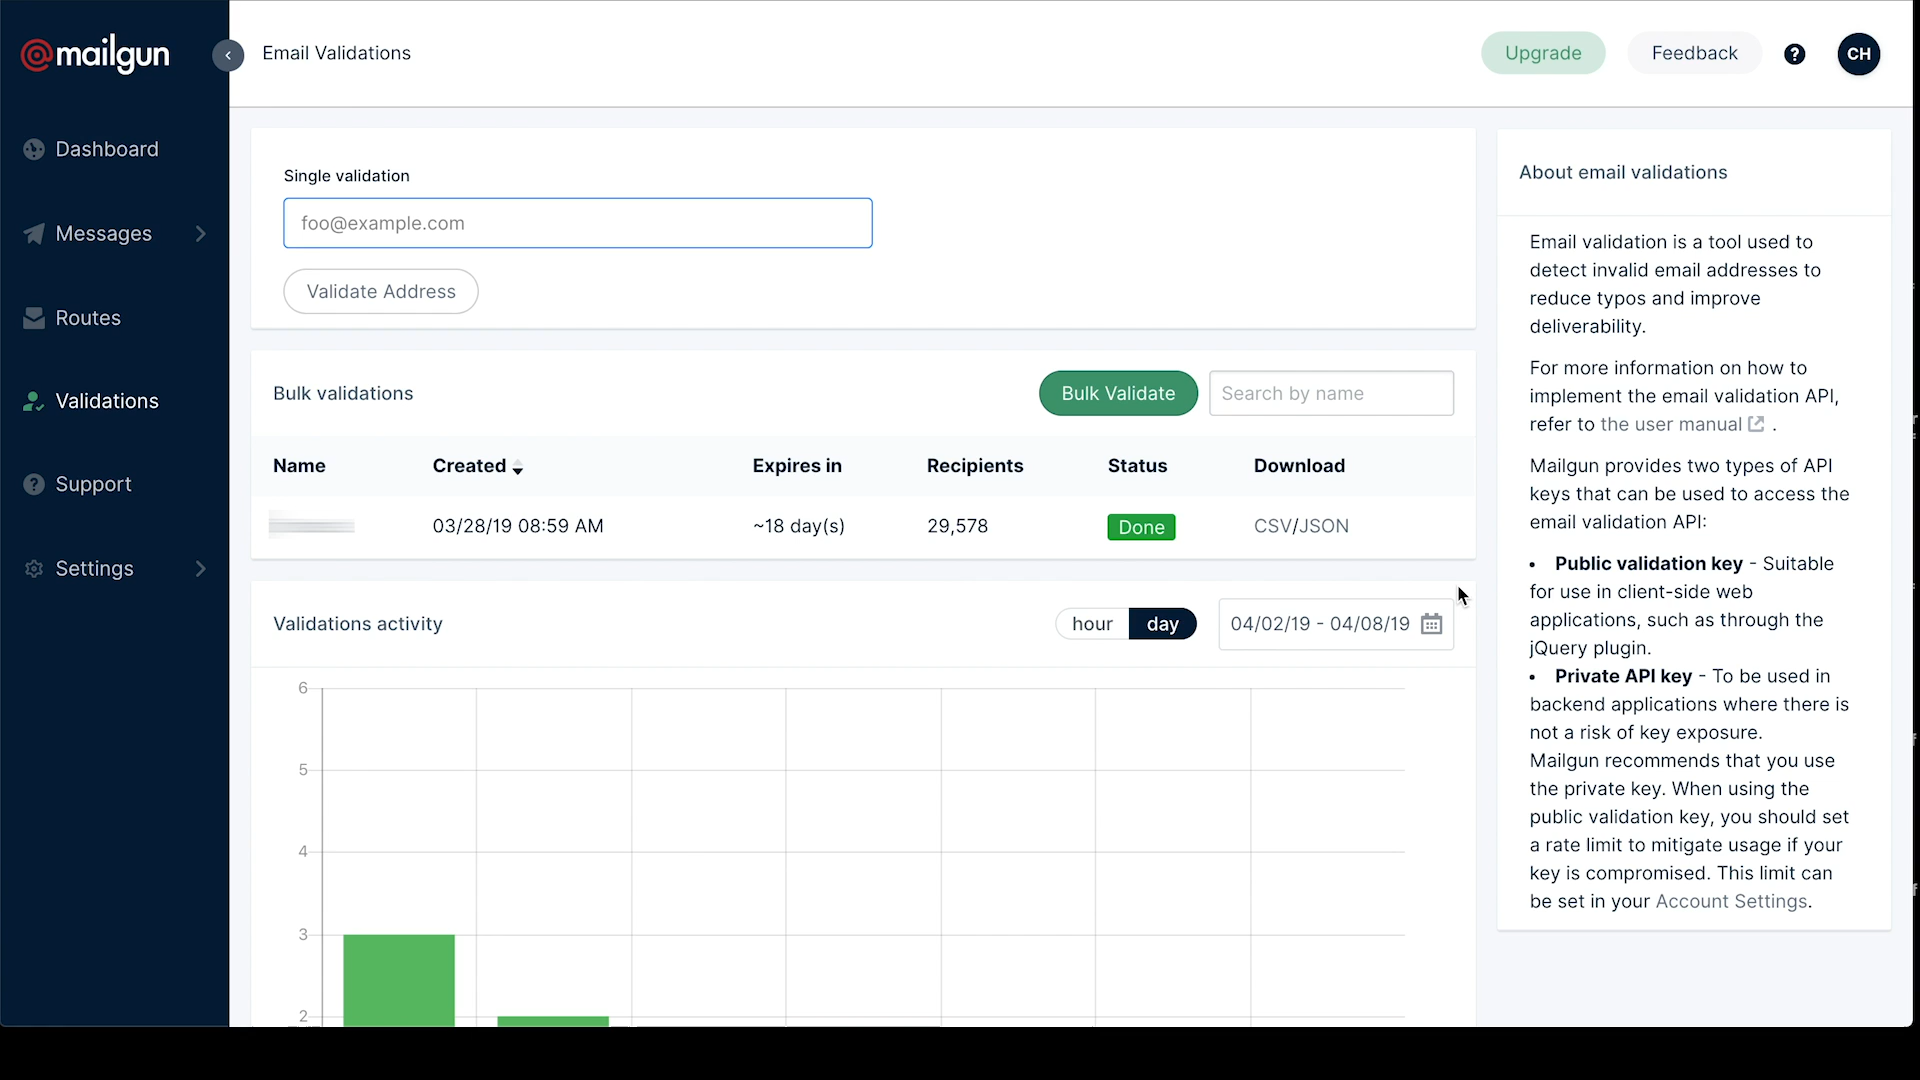 mailgun
Email Validations
Upgrade
Feedback
?
CH
Dashboard
Messages
Routes
Validations
Support
Settings
Single validation
foo@example.com
Validate Address
Bulk validations
Bulk Validate
Search by name
Name Created Expires in Recipients Status Download
03/28/19 08:59 AM ~18 day(s) 29,578 Done CSV/JSON
Validations activity
hour day
04/02/19 - 04/08/19
6
5
4
3
2
About email validations
Email validation is a tool used to
detect invalid email addresses to
reduce typos and improve
deliverability.
For more information on how to
implement the email validation API,
refer to the user manual .
Mailgun provides two types of API
keys that can be used to access the
email validation API:
• Public validation key - Suitable
for use in client-side web
applications, such as through the
jQuery plugin.
• Private API key - To be used in
backend applications where there is
not a risk of key exposure.
Mailgun recommends that you use
the private key. When using the
public validation key, you should set
a rate limit to mitigate usage if your
key is compromised. This limit can
be set in your Account Settings.